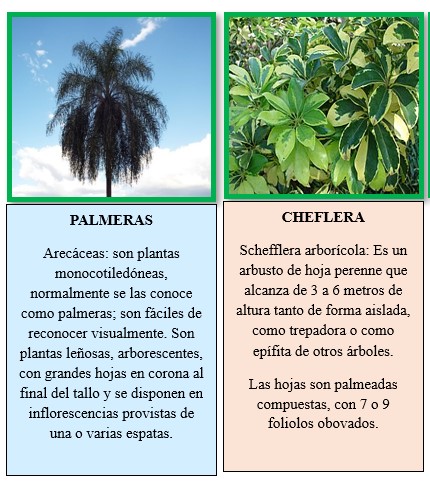 PALMERAS
Arecáceas: son plantas
monocotiledóneas,
normalmente se las conoce
como palmeras; son fáciles de
reconocer visualmente. Son
plantas leñosas, arborescentes,
con grandes hojas en corona al
final del tallo y se disponen en
inflorescencias provistas de
una o varias espatas.
CHEFLERA
Schefflera arborícola: Es un
arbusto de hoja perenne que
alcanza de 3 a 6 metros de
altura tanto de forma aislada,
como trepadora o como
epífita de otros árboles.
Las hojas son palmeadas
compuestas, con 7 o 9
foliolos obovados.